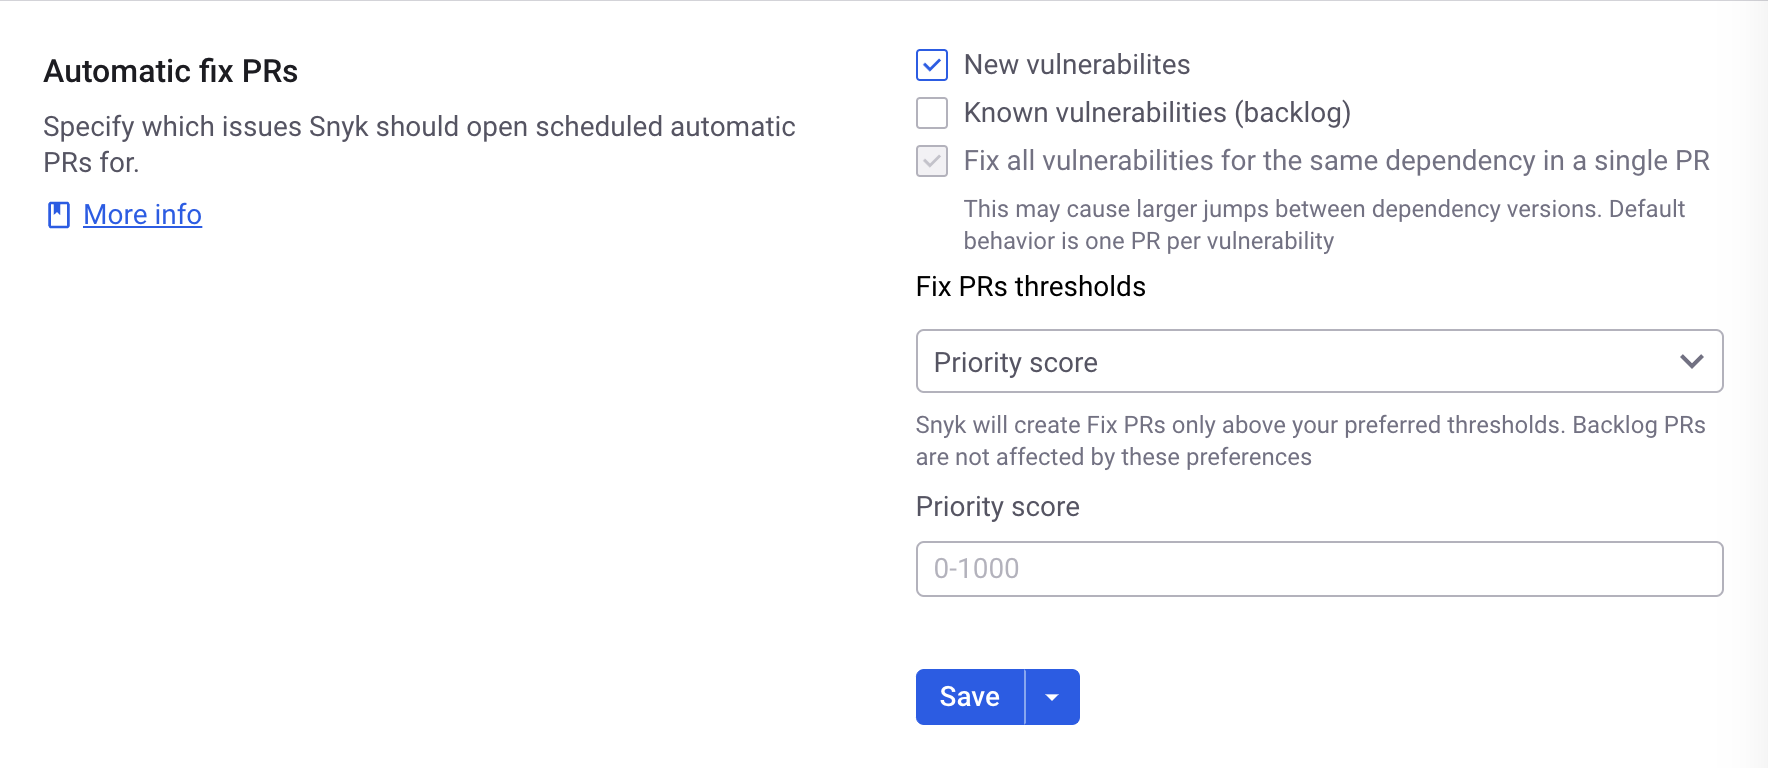 Automatic fix PRs
Specify which issues Snyk should open scheduled automatic
PRs for.
More info
New vulnerabilites
Known vulnerabilities (backlog)
Fix all vulnerabilities for the same dependency in a single PR
This may cause larger jumps between dependency versions. Default
behavior is one PR per vulnerability
Fix PRs thresholds
Priority score
Snyk will create Fix PRs only above your preferred thresholds. Backlog PRs
are not affected by these preferences
Priority score
0-1000
Save